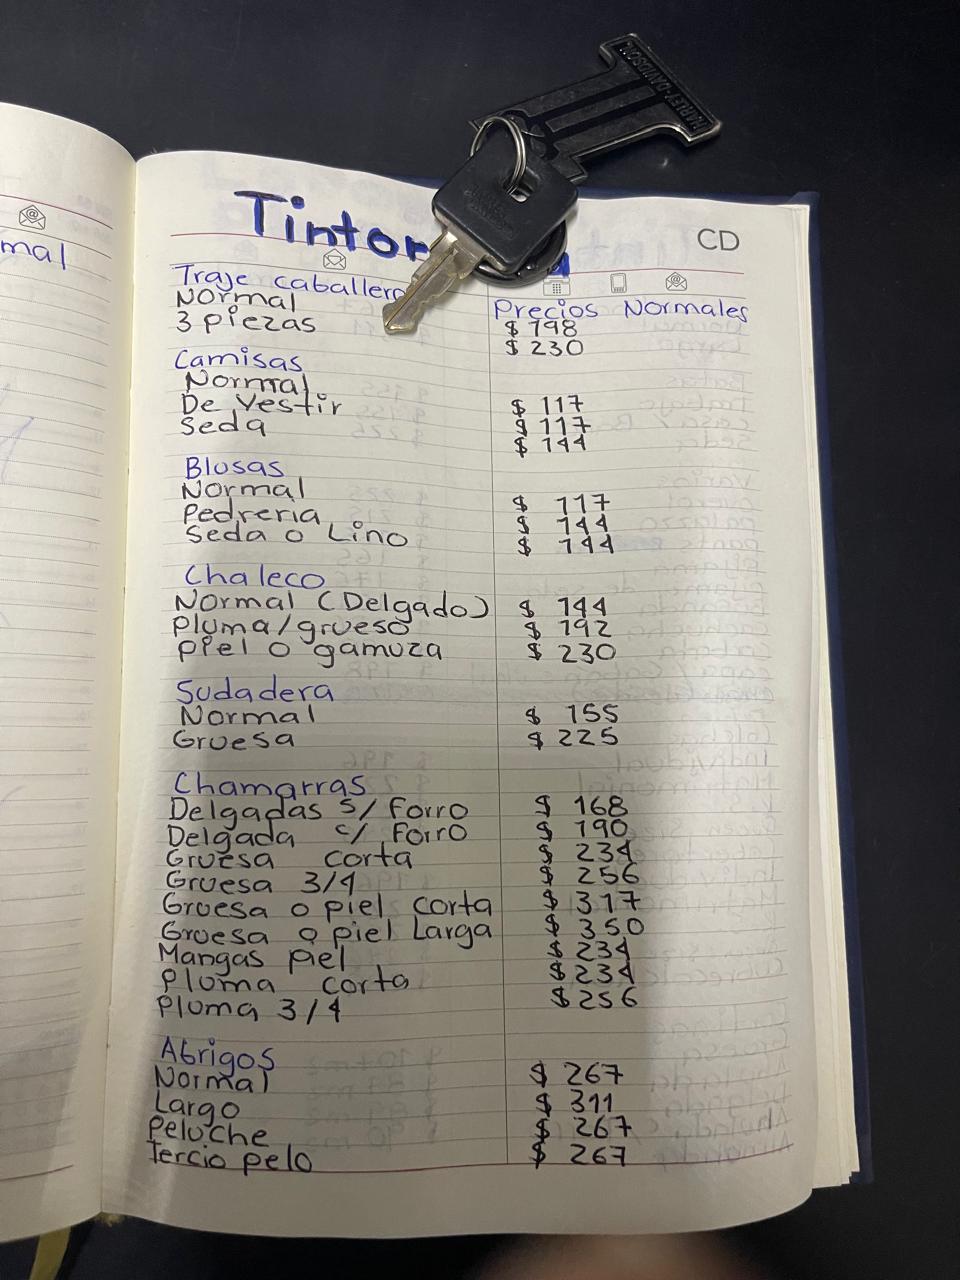 mal
HARLEY-DAVIDSON
CD
Traje caballero
Precios Normales
Normal $ 198
3 piezas $ 230
Camisas
Normal $ 117
De Vestir $ 117
Seda $ 144
Blusas
Normal $ 117
Pedreria $ 144
Seda o Lino $ 144
Chaleco
Normal (Delgado) $ 144
Pluma/grueso $ 192
piel o gamuza $ 230
Sudadera
Normal $ 155
Gruesa $ 225
Chamarras
Delgadas s/ Forro $ 168
Delgada c/ Forro $ 190
Gruesa corta $ 234
Gruesa 3/4 $ 256
Gruesa o piel corta $ 317
Gruesa o piel Larga $ 350
Mangas piel $ 234
Pluma corta $ 234
Pluma 3/4 $ 256
Abrigos
Normal $ 267
Largo $ 311
Peluche $ 267
Tercio pelo $ 267